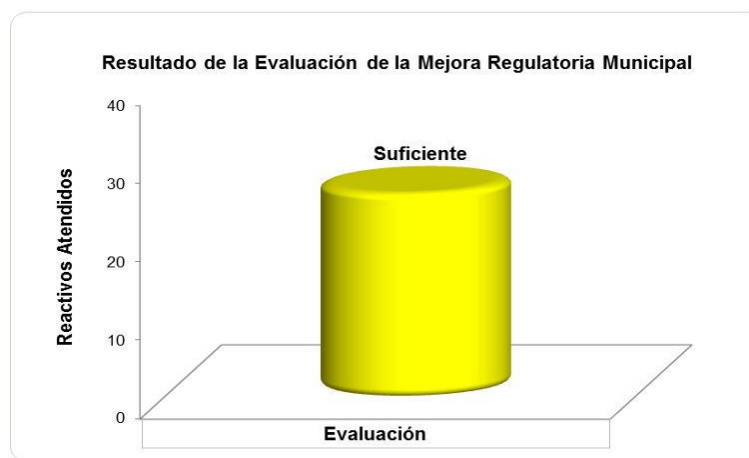 Resultado de la Evaluación de la Mejora Regulatoria Municipal
Reactivos Atendidos
40
30
20
10
0
Suficiente
Evaluación